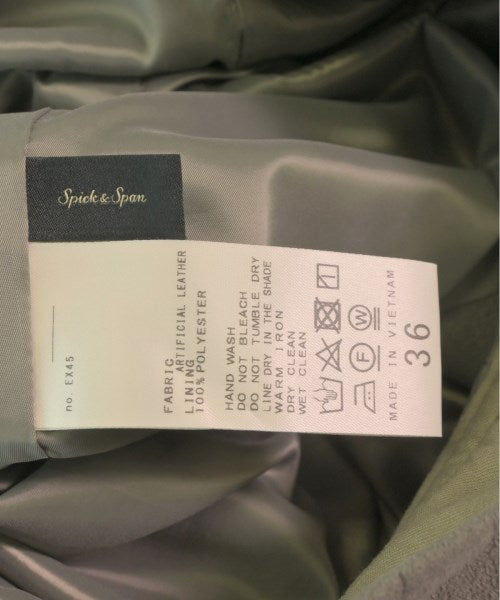 Spick & Span
no. EX45
FABRIC
ARTIFICIAL LEATHER
LINING
100% POLYESTER
HAND WASH
DO NOT BLEACH
DO NOT TUMBLE DRY
LINE DRY IN THE SHADE
WARM IRON
DRY CLEAN
WET CLEAN
F W
MADE IN VIETNAM
36